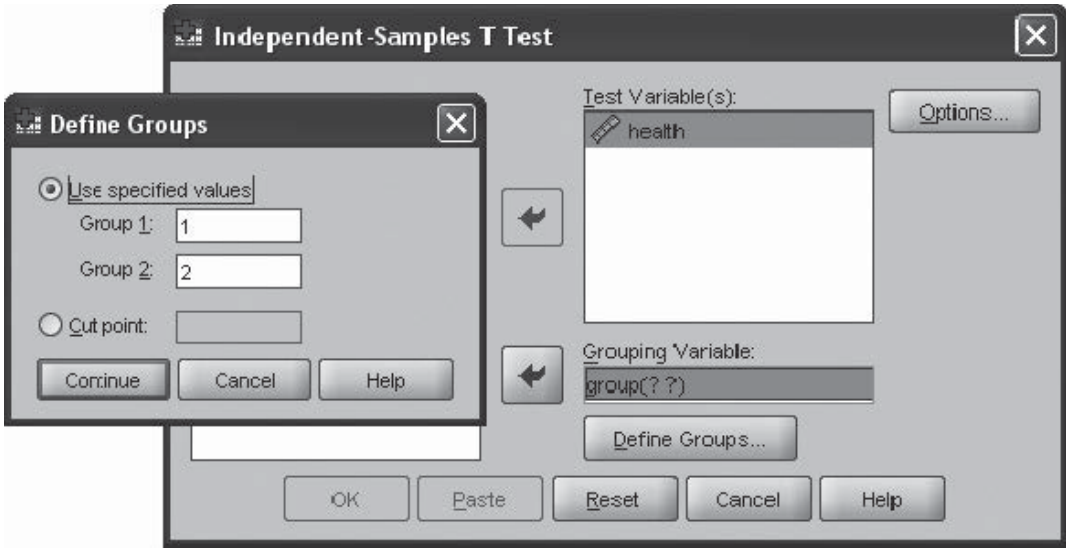 Independent-Samples T Test
Define Groups
Use specified values
Group 1: 1
Group 2: 2
Cut point:
Continue Cancel Help
Test Variable(s):
health
Options...
Grouping Variable:
group(? ?)
Define Groups...
OK Paste Reset Cancel Help